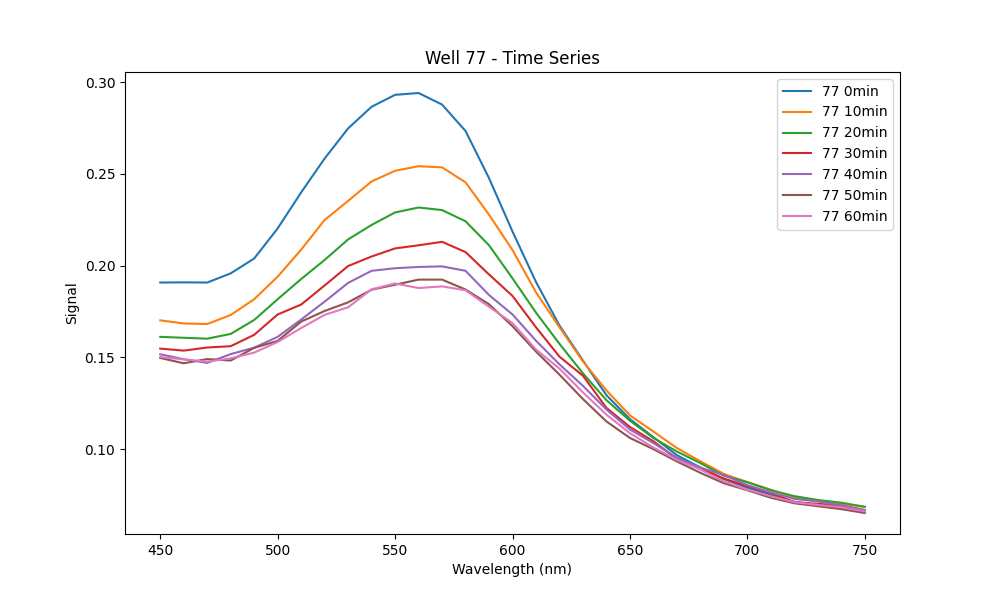 Well 77 - Time Series
Signal
0.30
0.25
0.20
0.15
0.10
77 0min
77 10min
77 20min
77 30min
77 40min
77 50min
77 60min
450
500
550
600
650
700
750
Wavelength (nm)